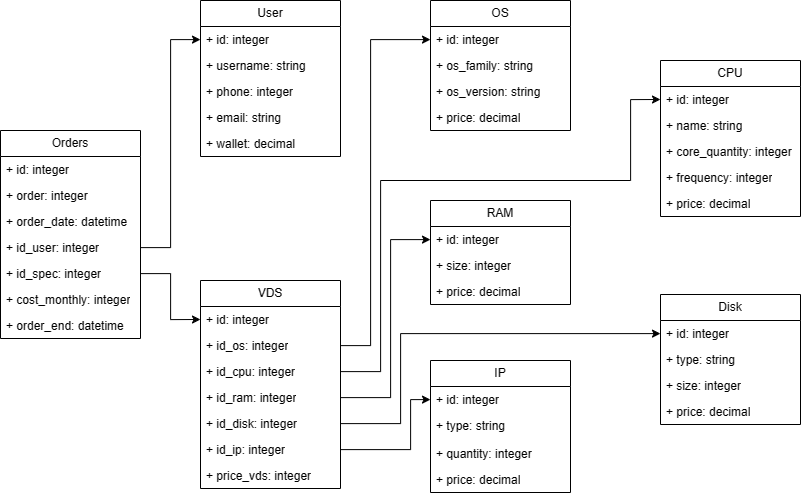 User
+ id: integer
+ username: string
+ phone: integer
+ email: string
+ wallet: decimal
OS
+ id: integer
+ os_family: string
+ os_version: string
+ price: decimal
CPU
+ id: integer
+ name: string
+ core_quantity: integer
+ frequency: integer
+ price: decimal
Orders
+ id: integer
+ order: integer
+ order_date: datetime
+ id_user: integer
+ id_spec: integer
+ cost_monthly: integer
+ order_end: datetime
RAM
+ id: integer
+ size: integer
+ price: decimal
VDS
+ id: integer
+ id_os: integer
+ id_cpu: integer
+ id_ram: integer
+ id_disk: integer
+ id_ip: integer
+ price_vds: integer
Disk
+ id: integer
+ type: string
+ size: integer
+ price: decimal
IP
+ id: integer
+ type: string
+ quantity: integer
+ price: decimal